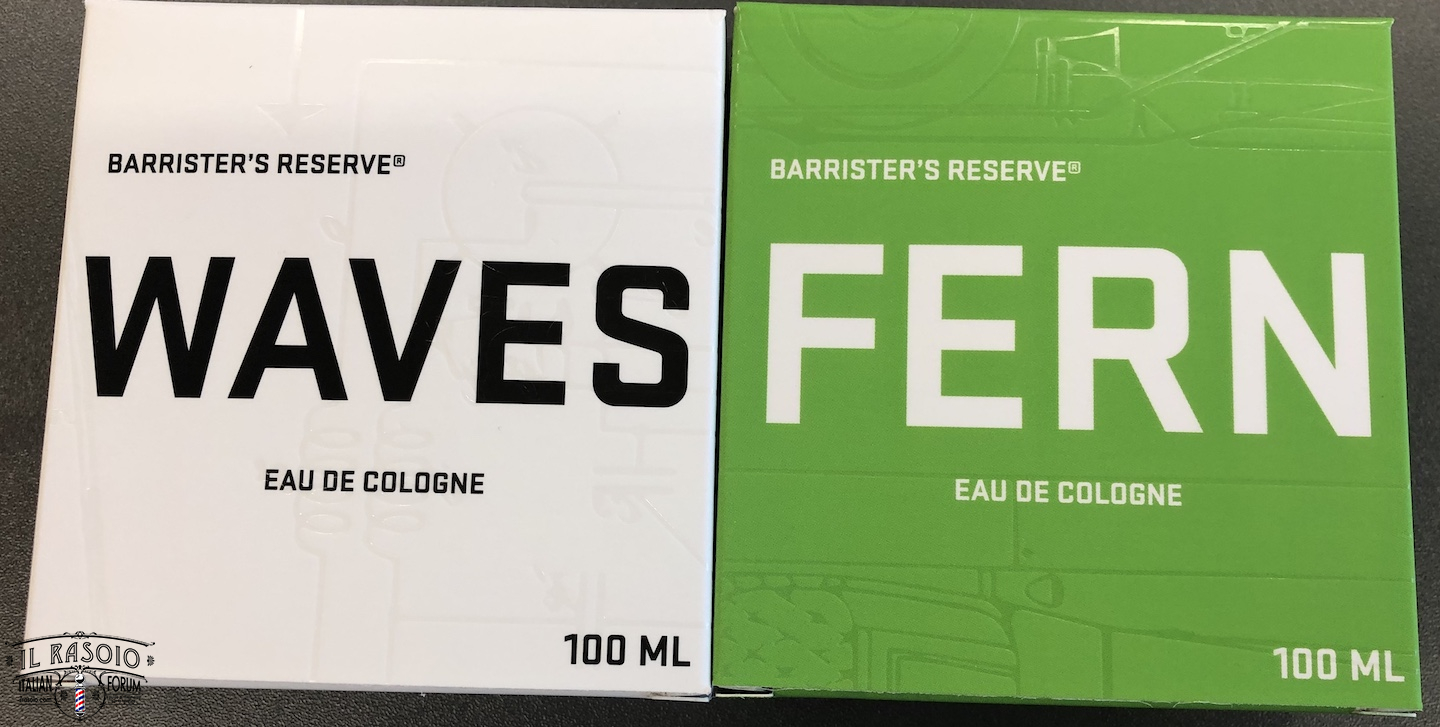 BARRISTER'S RESERVE®
WAVES
EAU DE COLOGNE
100 ML
BARRISTER'S RESERVE®
FERN
EAU DE COLOGNE
100 ML
IL RASOIO
ITALIAN FORUM